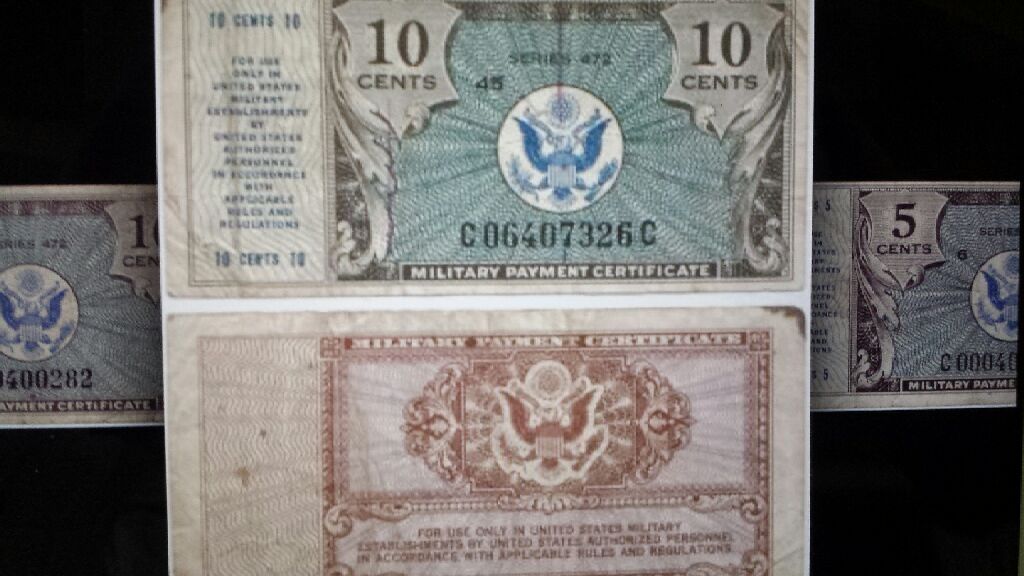 10 CENTS 10
FOR USE
ONLY IN
UNITED STATES
MILITARY
ESTABLISHMENTS
BY
UNITED STATES
AUTHORIZED
PERSONNEL
IN ACCORDANCE
WITH
APPLICABLE
RULES AND
REGULATIONS
10 CENTS 10
10
CENTS
SERIES 472
45
10
CENTS
C06407326C
MILITARY PAYMENT CERTIFICATE
MILITARY PAYMENT CERTIFICATE
FOR USE ONLY IN UNITED STATES MILITARY
ESTABLISHMENTS BY UNITED STATES AUTHORIZED PERSONNEL
IN ACCORDANCE WITH APPLICABLE RULES AND REGULATIONS
472
0400282
CERTIFICATE
5
CENTS
6
5
MILITARY